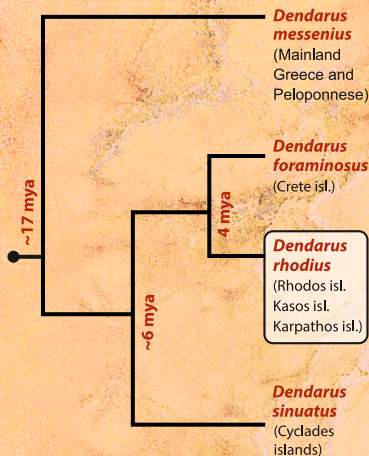 Dendarus
messenius
(Mainland
Greece and
Peloponnese)
~17 mya
Dendarus
foraminosus
(Crete isl.)
4 mya
Dendarus
rhodius
(Rhodos isl.
Kasos isl.
Karpathos isl.)
~6 mya
Dendarus
sinuatus
(Cyclades
islands)